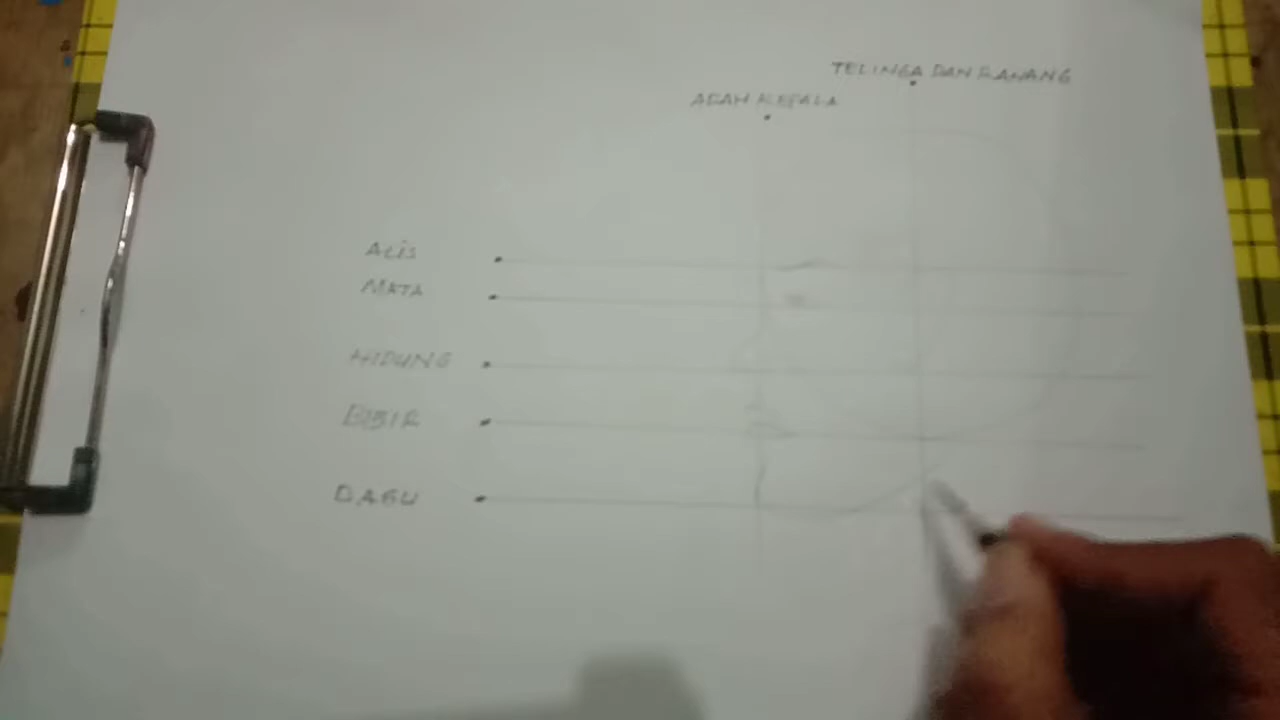 TELINGA DAN RAHANG
ARAH KEPALA
ALIS
MATA
HIDUNG
BIBIR
DAGU